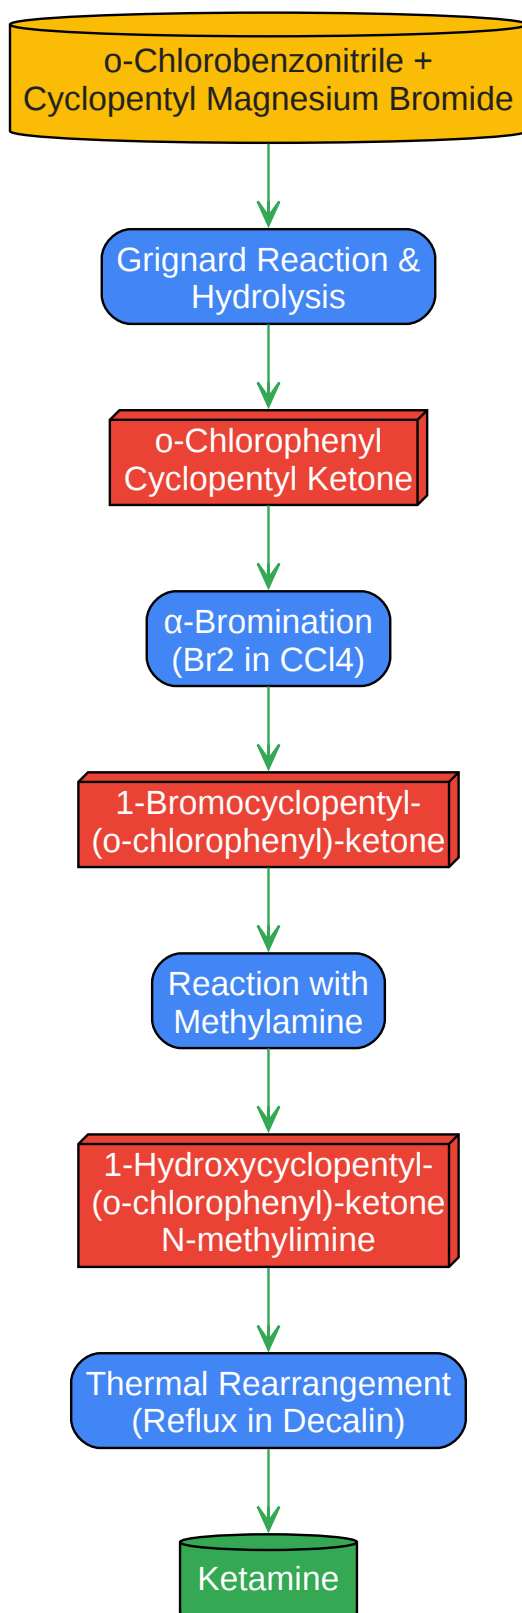 o-Chlorobenzonitrile +
Cyclopentyl Magnesium Bromide
Grignard Reaction &
Hydrolysis
o-Chlorophenyl
Cyclopentyl Ketone
α-Bromination
(Br2 in CCl4)
1-Bromocyclopentyl-
(o-chlorophenyl)-ketone
Reaction with
Methylamine
1-Hydroxycyclopentyl-
(o-chlorophenyl)-ketone
N-methylimine
Thermal Rearrangement
(Reflux in Decalin)
Ketamine